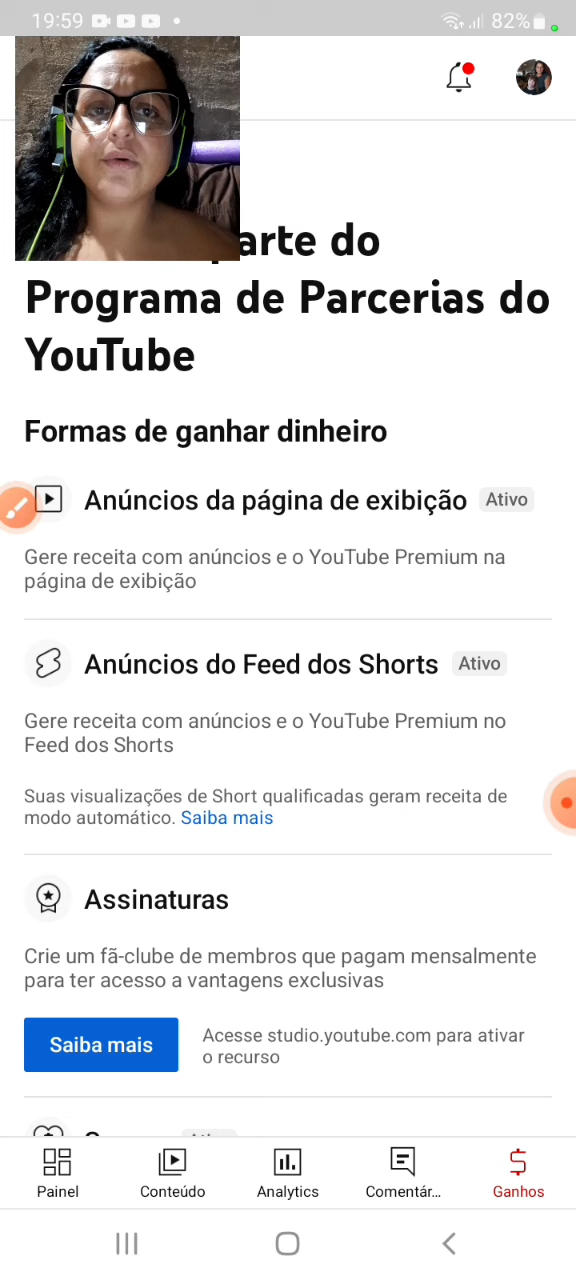 19:59
82%
arte do
Programa de Parcerias do
YouTube
Formas de ganhar dinheiro
Anúncios da página de exibição Ativo
Gere receita com anúncios e o YouTube Premium na
página de exibição
Anúncios do Feed dos Shorts Ativo
Gere receita com anúncios e o YouTube Premium no
Feed dos Shorts
Suas visualizações de Short qualificadas geram receita de
modo automático. Saiba mais
Assinaturas
Crie um fã-clube de membros que pagam mensalmente
para ter acesso a vantagens exclusivas
Saiba mais
Acesse studio.youtube.com para ativar
o recurso
Painel
Conteúdo
Analytics
Comentár...
Ganhos